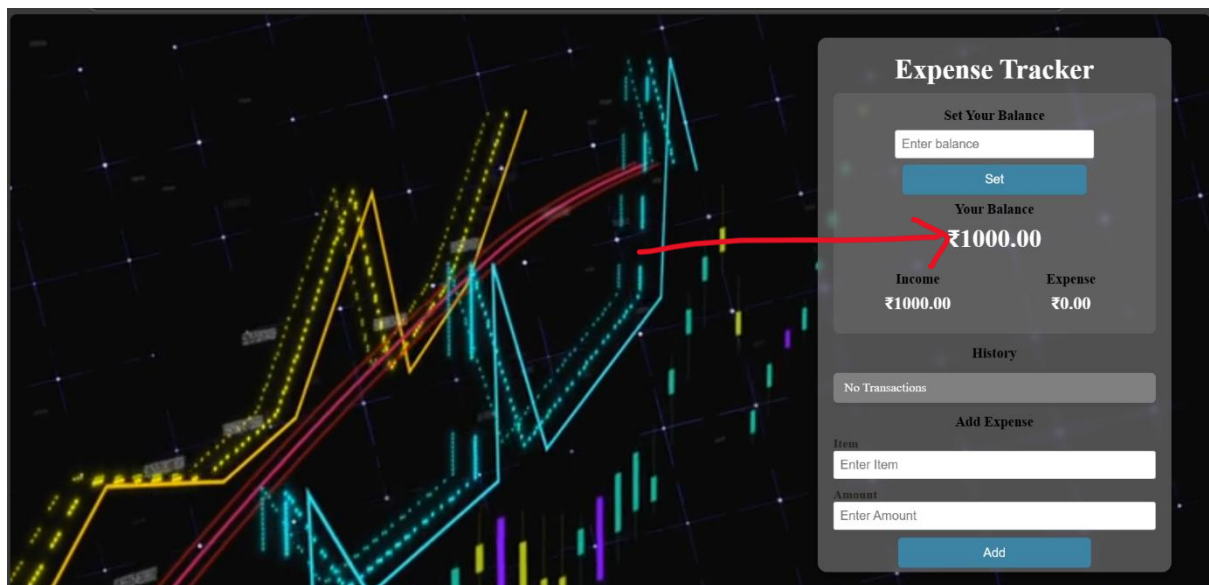 Expense Tracker
Set Your Balance
Enter balance
Set
Your Balance
₹1000.00
Income Expense
₹1000.00 ₹0.00
History
No Transactions
Add Expense
Item
Enter Item
Amount
Enter Amount
Add